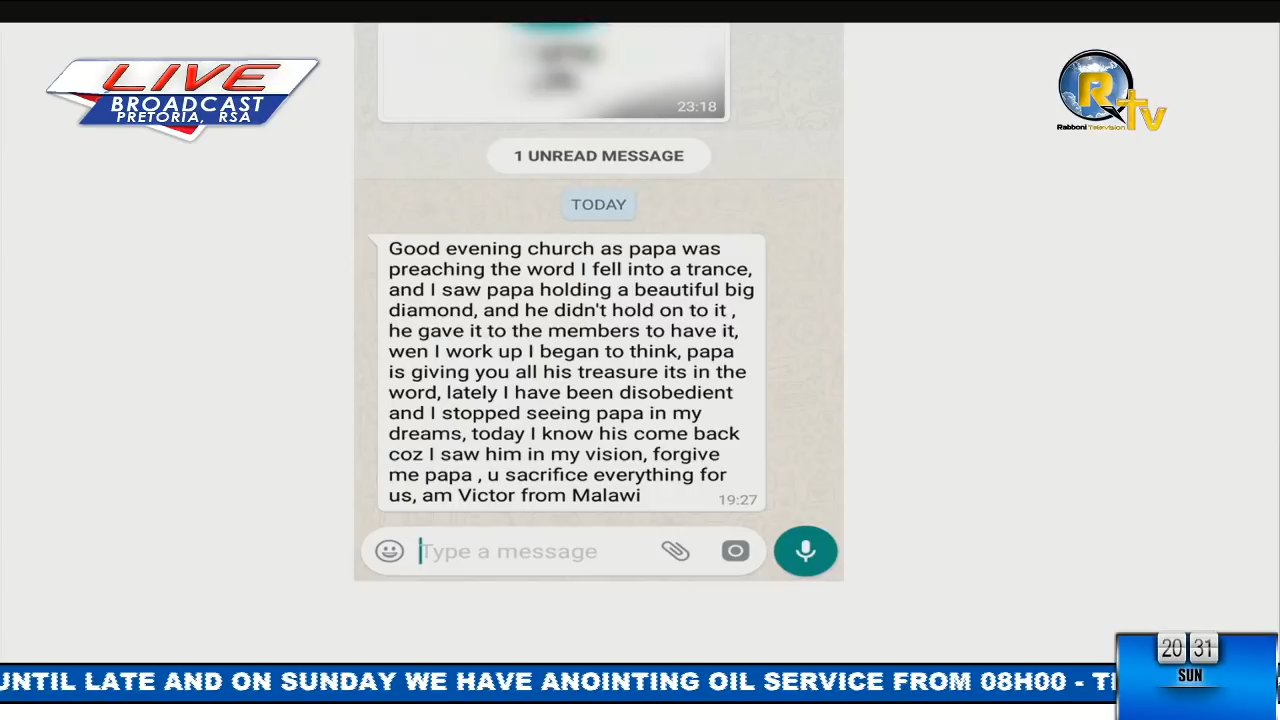 LIVE
BROADCAST
PRETORIA, RSA
R
TV
Rabboni Television
23:18
1 UNREAD MESSAGE
TODAY
Good evening church as papa was
preaching the word I fell into a trance,
and I saw papa holding a beautiful big
diamond, and he didn't hold on to it ,
he gave it to the members to have it,
wen I work up I began to think, papa
is giving you all his treasure its in the
word, lately I have been disobedient
and I stopped seeing papa in my
dreams, today I know his come back
coz I saw him in my vision, forgive
me papa , u sacrifice everything for
us, am Victor from Malawi
19:27
Type a message
20 31
SUN
UNTIL LATE AND ON SUNDAY WE HAVE ANOINTING OIL SERVICE FROM 08H00 -